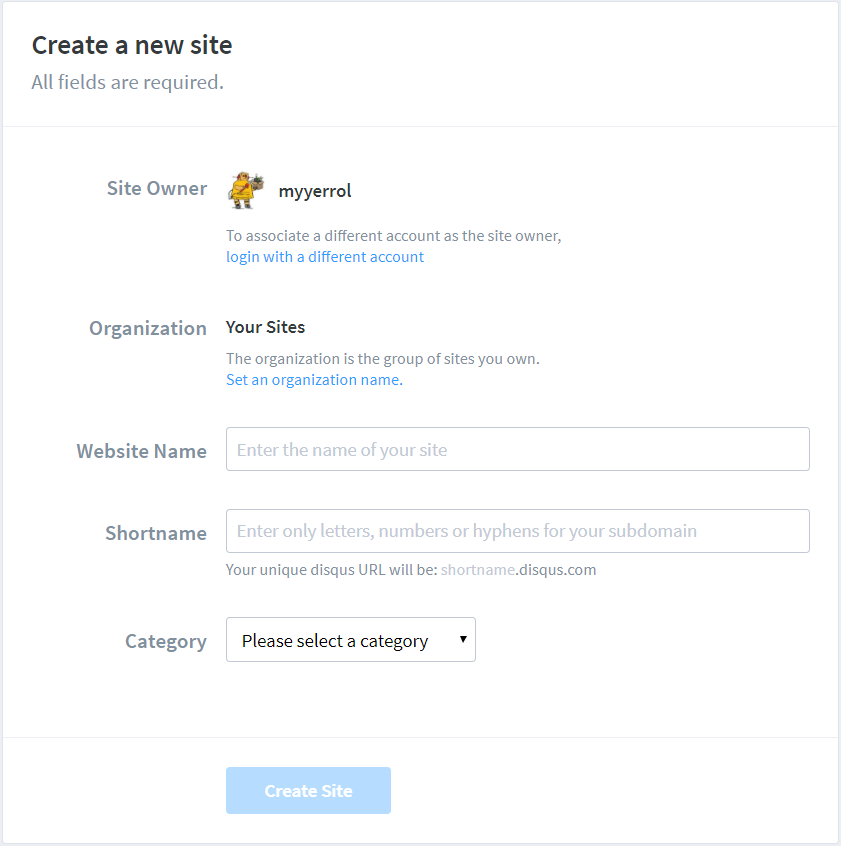 Create a new site
All fields are required.
Site Owner
myyerrol
To associate a different account as the site owner,
login with a different account
Organization
Your Sites
The organization is the group of sites you own.
Set an organization name.
Website Name
Enter the name of your site
Shortname
Enter only letters, numbers or hyphens for your subdomain
Your unique disqus URL will be: shortname.disqus.com
Category
Please select a category
Create Site